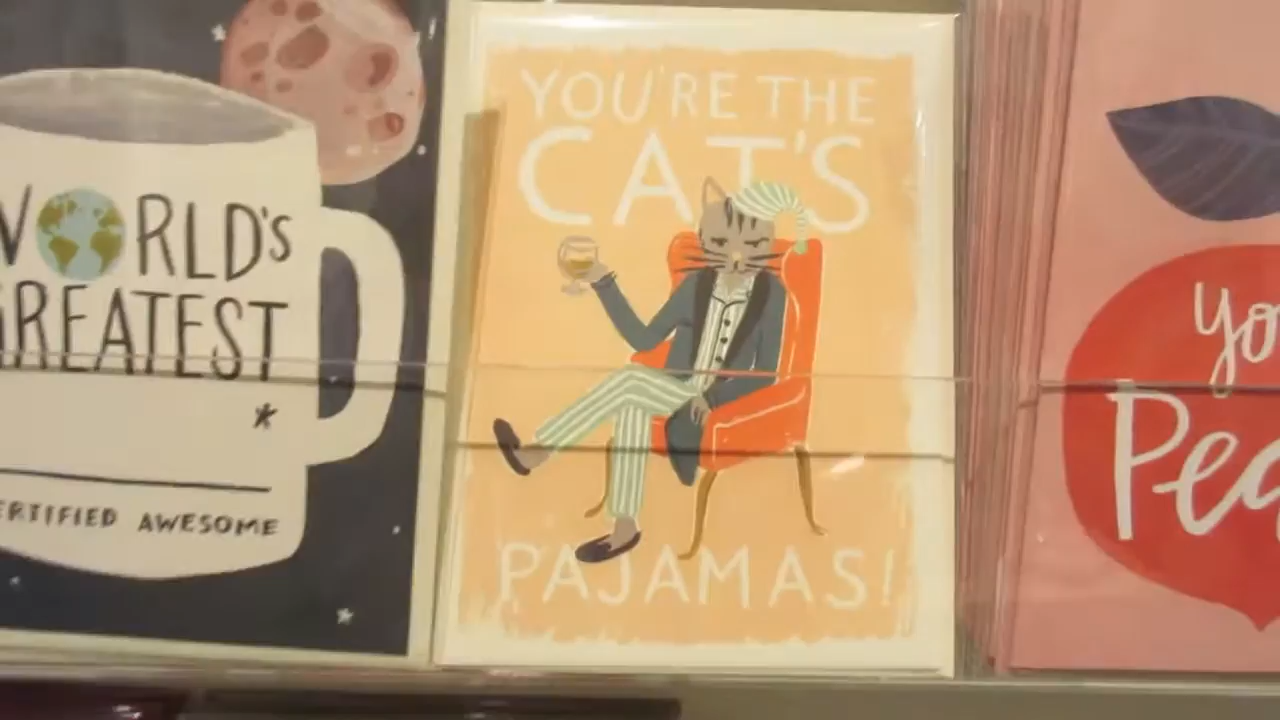 WORLD'S
GREATEST
*
CERTIFIED AWESOME
YOU'RE THE
CAT'S
PAJAMAS!